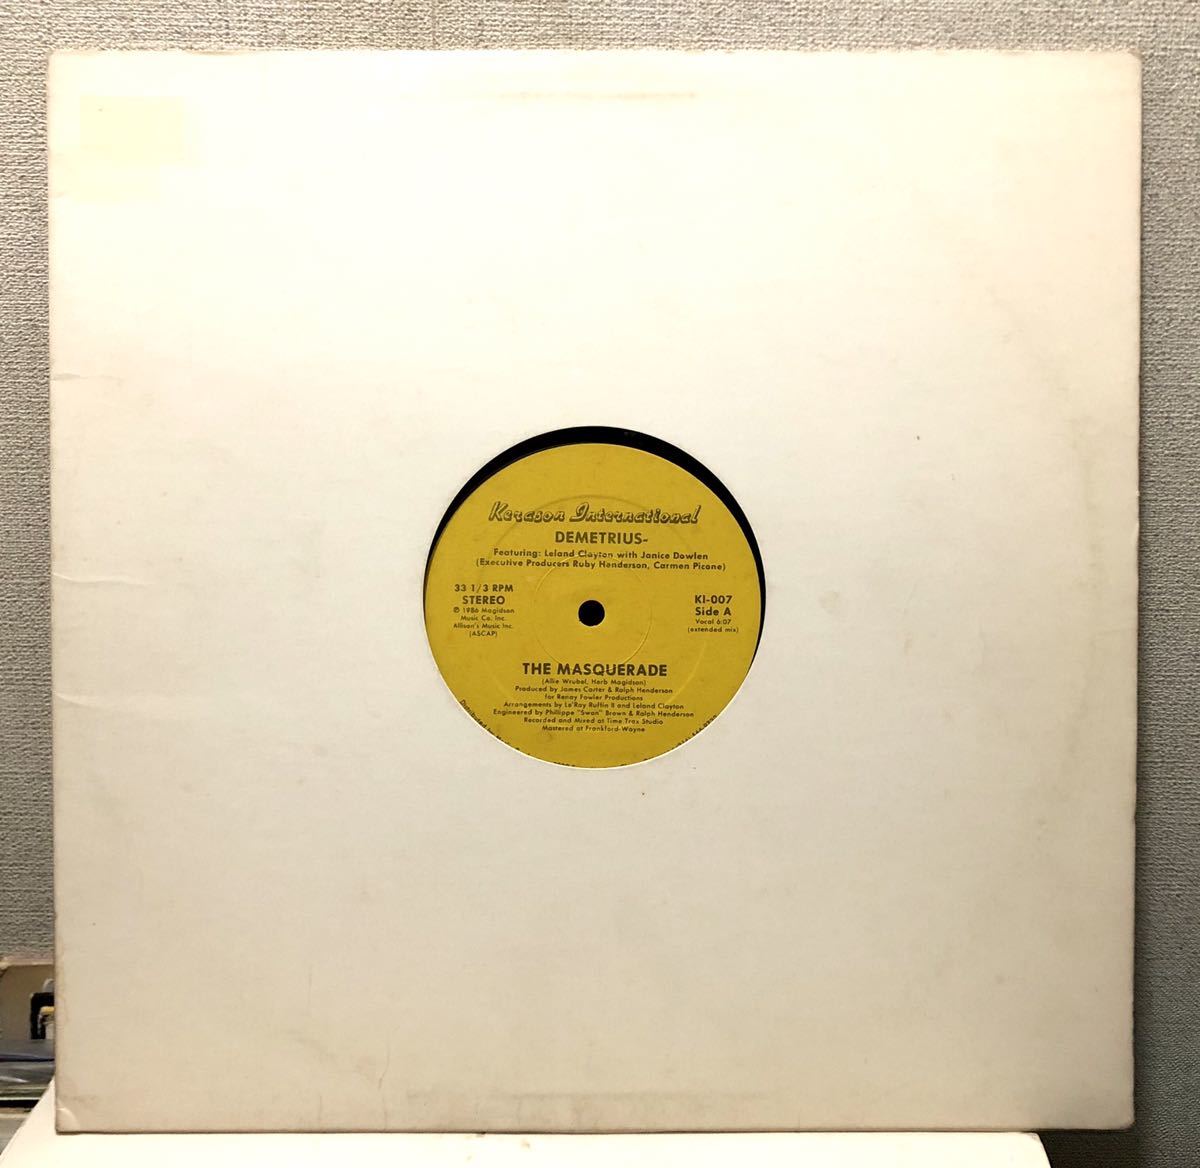 Kerason International
DEMETRIUS-
Featuring: Leland Clayton with Janice Dowlen
(Executive Producers Ruby Henderson, Carmen Picone)
33 1/3 RPM
STEREO
℗ 1986 Magidson
Music Co. Inc.
Allison's Music Inc.
(ASCAP)
KI-007
Side A
Vocal 6:07
(extended mix)
THE MASQUERADE
(Allie Wrubel, Herb Magidson)
Produced by James Carter & Ralph Henderson
for Renay Fowler Productions
Arrangements by Le'Ray Ruffin II and Leland Clayton
Engineered by Phillippe "Swan" Brown & Ralph Henderson
Recorded and Mixed at Time Trax Studio
Mastered at Frankford-Wayne